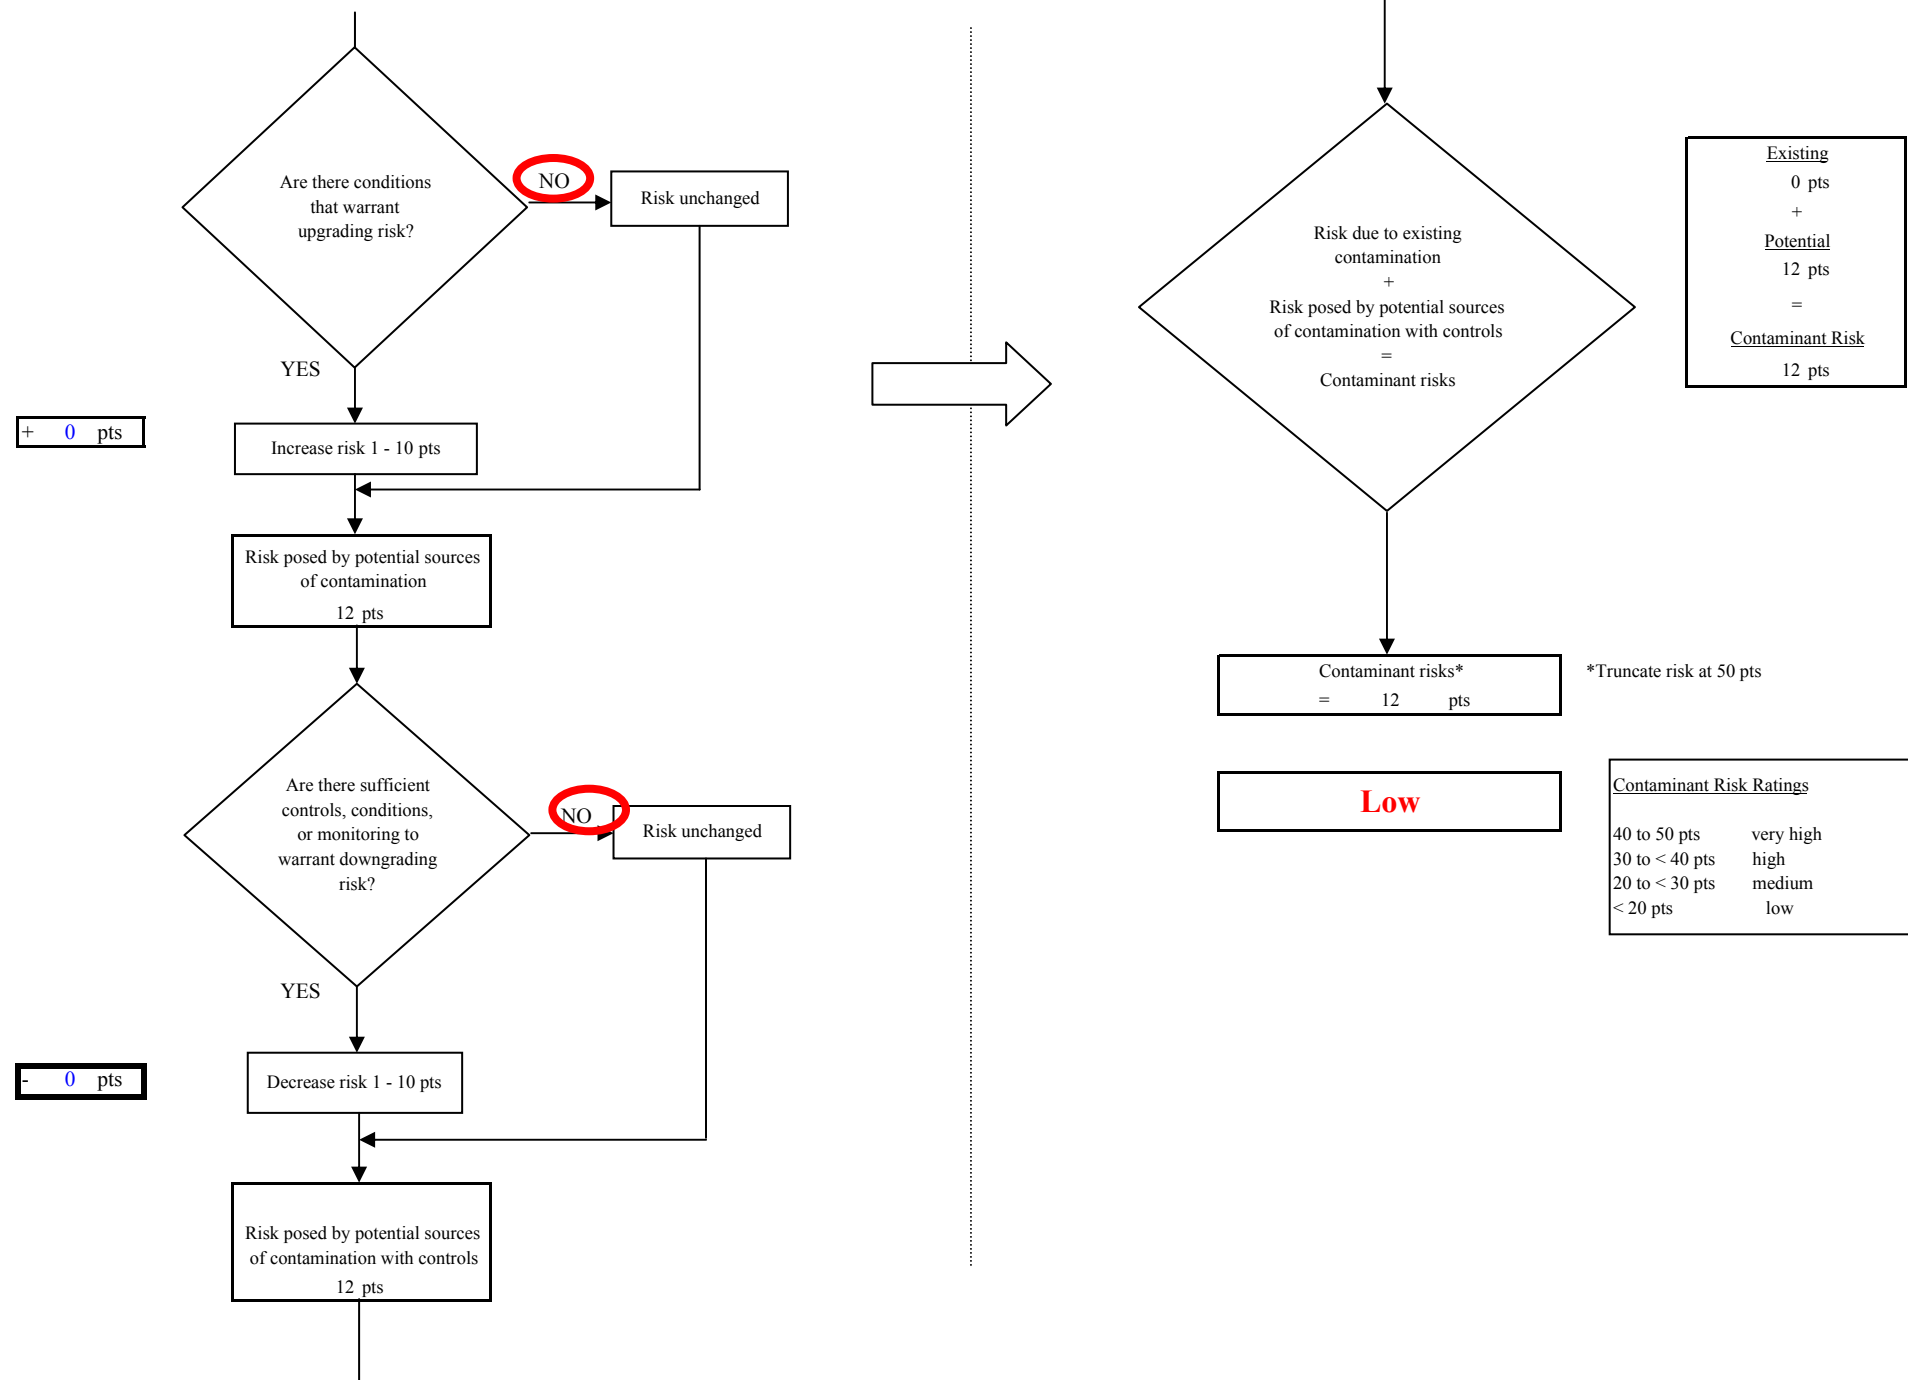 Are there conditions
that warrant
upgrading risk?
NO
Risk unchanged
YES
+ 0 pts
Increase risk 1 - 10 pts
Risk posed by potential sources
of contamination
12 pts
Are there sufficient
controls, conditions,
or monitoring to
warrant downgrading
risk?
NO
Risk unchanged
YES
- 0 pts
Decrease risk 1 - 10 pts
Risk posed by potential sources
of contamination with controls
12 pts
Risk due to existing
contamination
+
Risk posed by potential sources
of contamination with controls
=
Contaminant risks
Existing
0 pts
+
Potential
12 pts
=
Contaminant Risk
12 pts
Contaminant risks*
= 12 pts
*Truncate risk at 50 pts
Low
Contaminant Risk Ratings
40 to 50 pts very high
30 to < 40 pts high
20 to < 30 pts medium
< 20 pts low